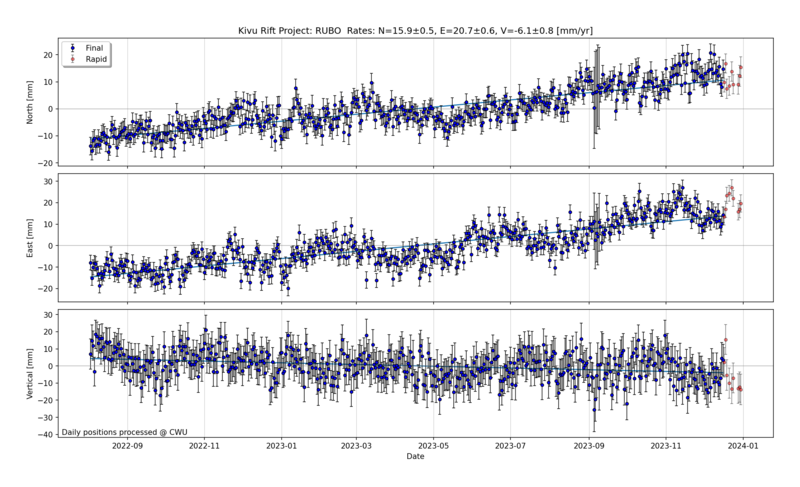 Kivu Rift Project: RUBO Rates: N=15.9±0.5, E=20.7±0.6, V=-6.1±0.8 [mm/yr]
Final
Rapid
North [mm]
20
10
0
−10
−20
East [mm]
20
10
0
−10
−20
Vertical [mm]
30
20
10
0
−10
−20
−30
−40
Daily positions processed @ CWU
2022-09 2022-11 2023-01 2023-03 2023-05 2023-07 2023-09 2023-11 2024-01
Date